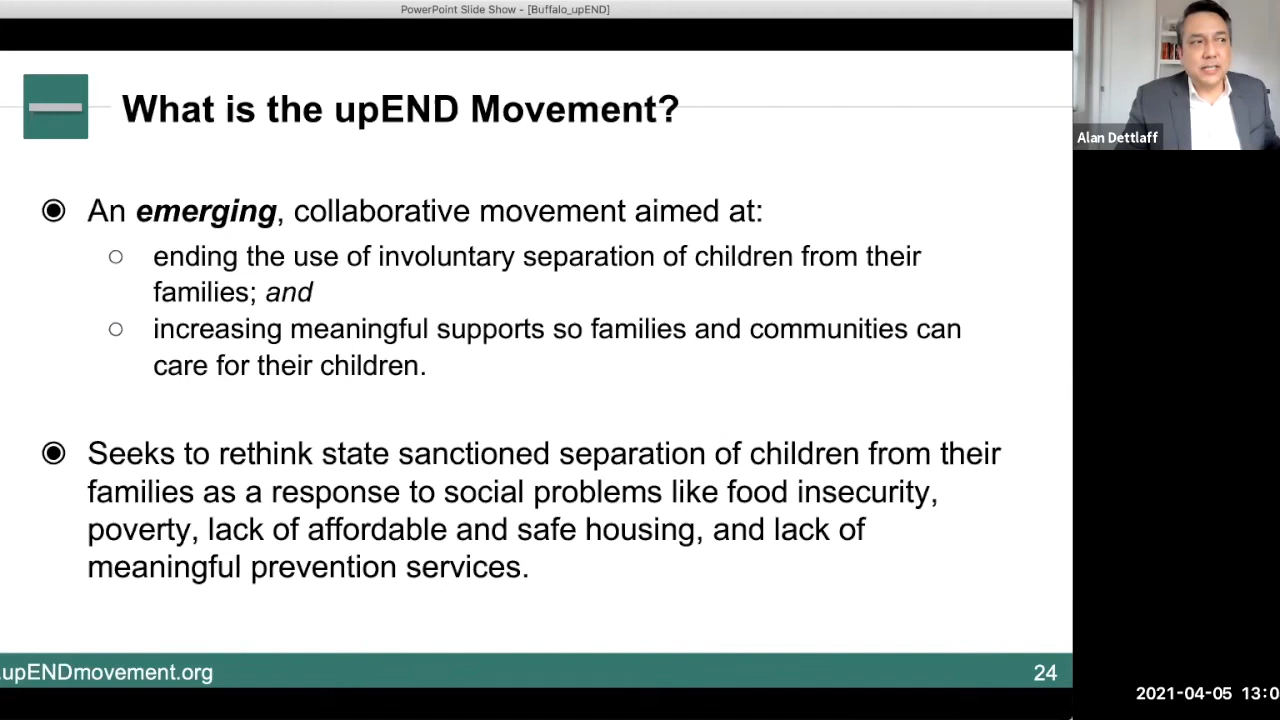 PowerPoint Slide Show - [Buffalo_upEND]
What is the upEND Movement?
An emerging, collaborative movement aimed at:
ending the use of involuntary separation of children from their
families; and
increasing meaningful supports so families and communities can
care for their children.
Seeks to rethink state sanctioned separation of children from their
families as a response to social problems like food insecurity,
poverty, lack of affordable and safe housing, and lack of
meaningful prevention services.
.upENDmovement.org
24
Alan Dettlaff
2021-04-05 13:0